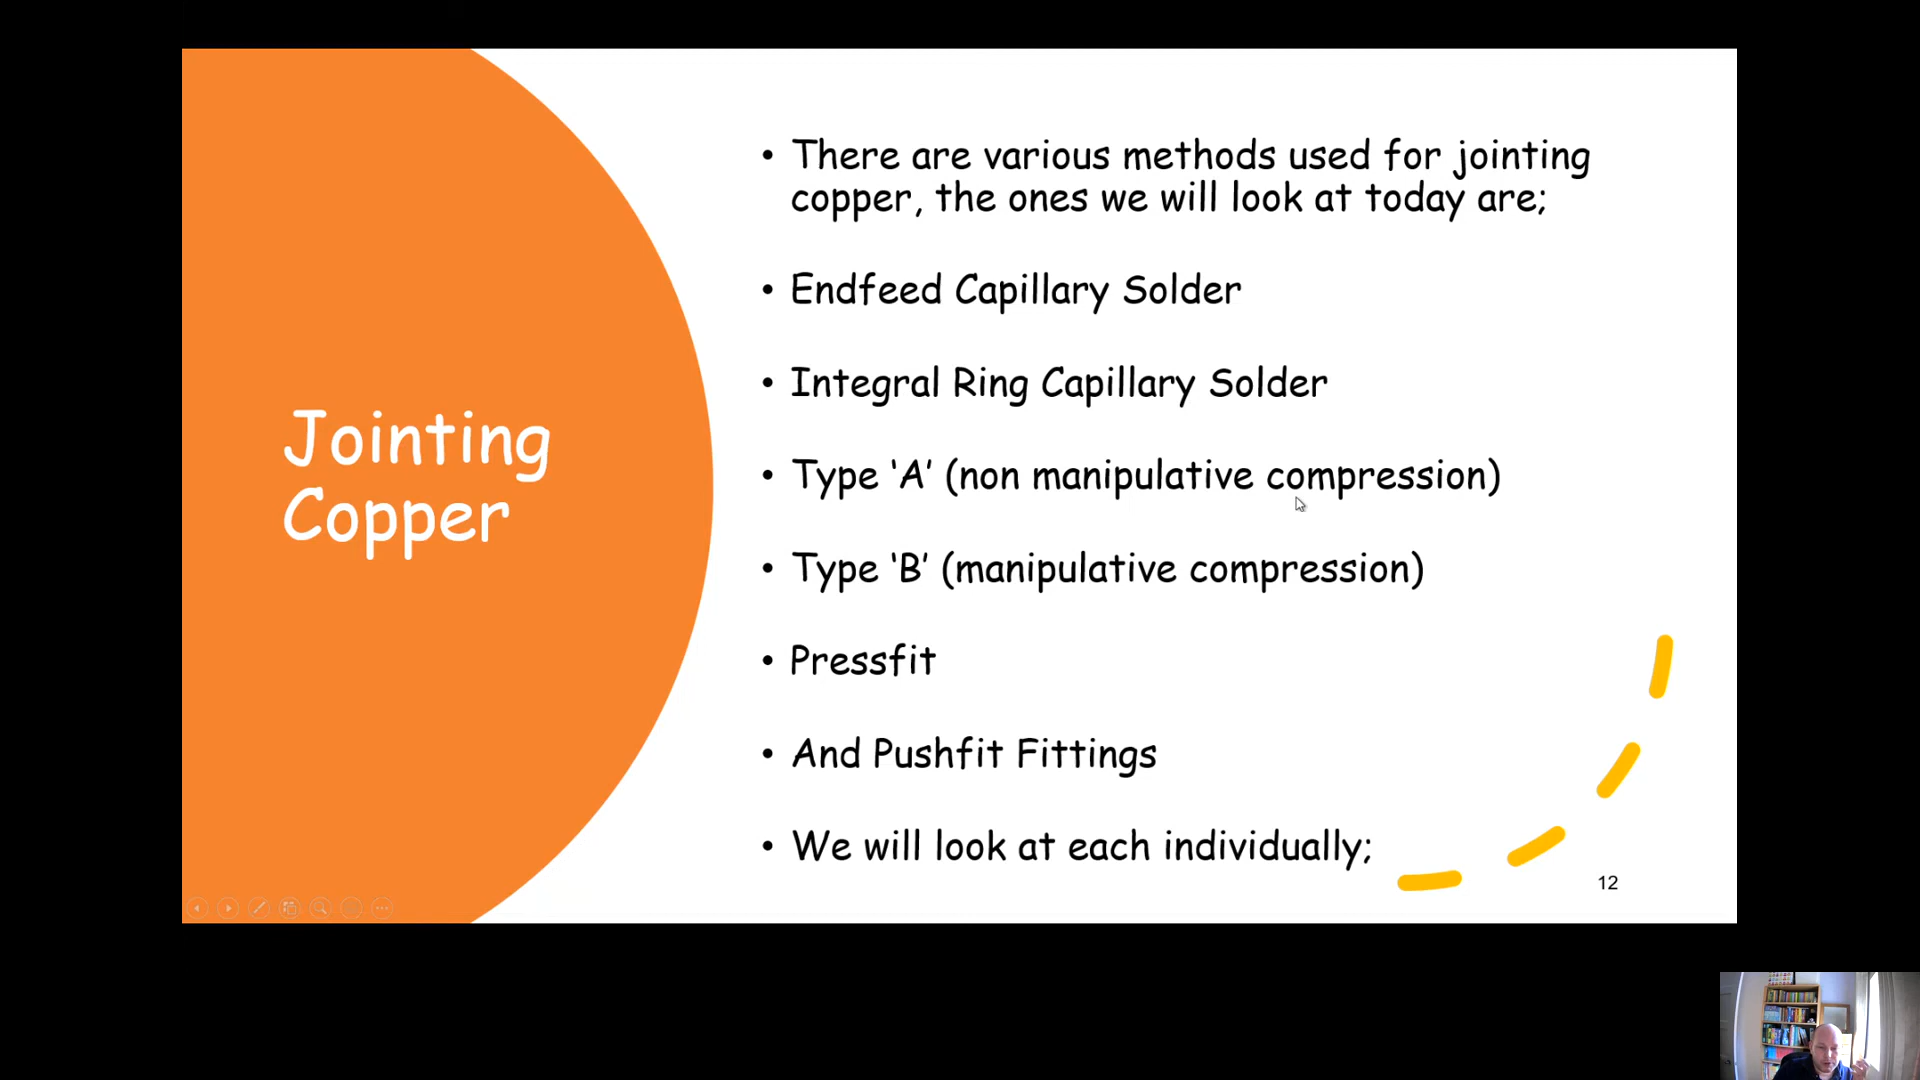 Jointing
Copper
• There are various methods used for jointing
copper, the ones we will look at today are;
• Endfeed Capillary Solder
• Integral Ring Capillary Solder
• Type ‘A’ (non manipulative compression)
• Type ‘B’ (manipulative compression)
• Pressfit
• And Pushfit Fittings
• We will look at each individually;
12